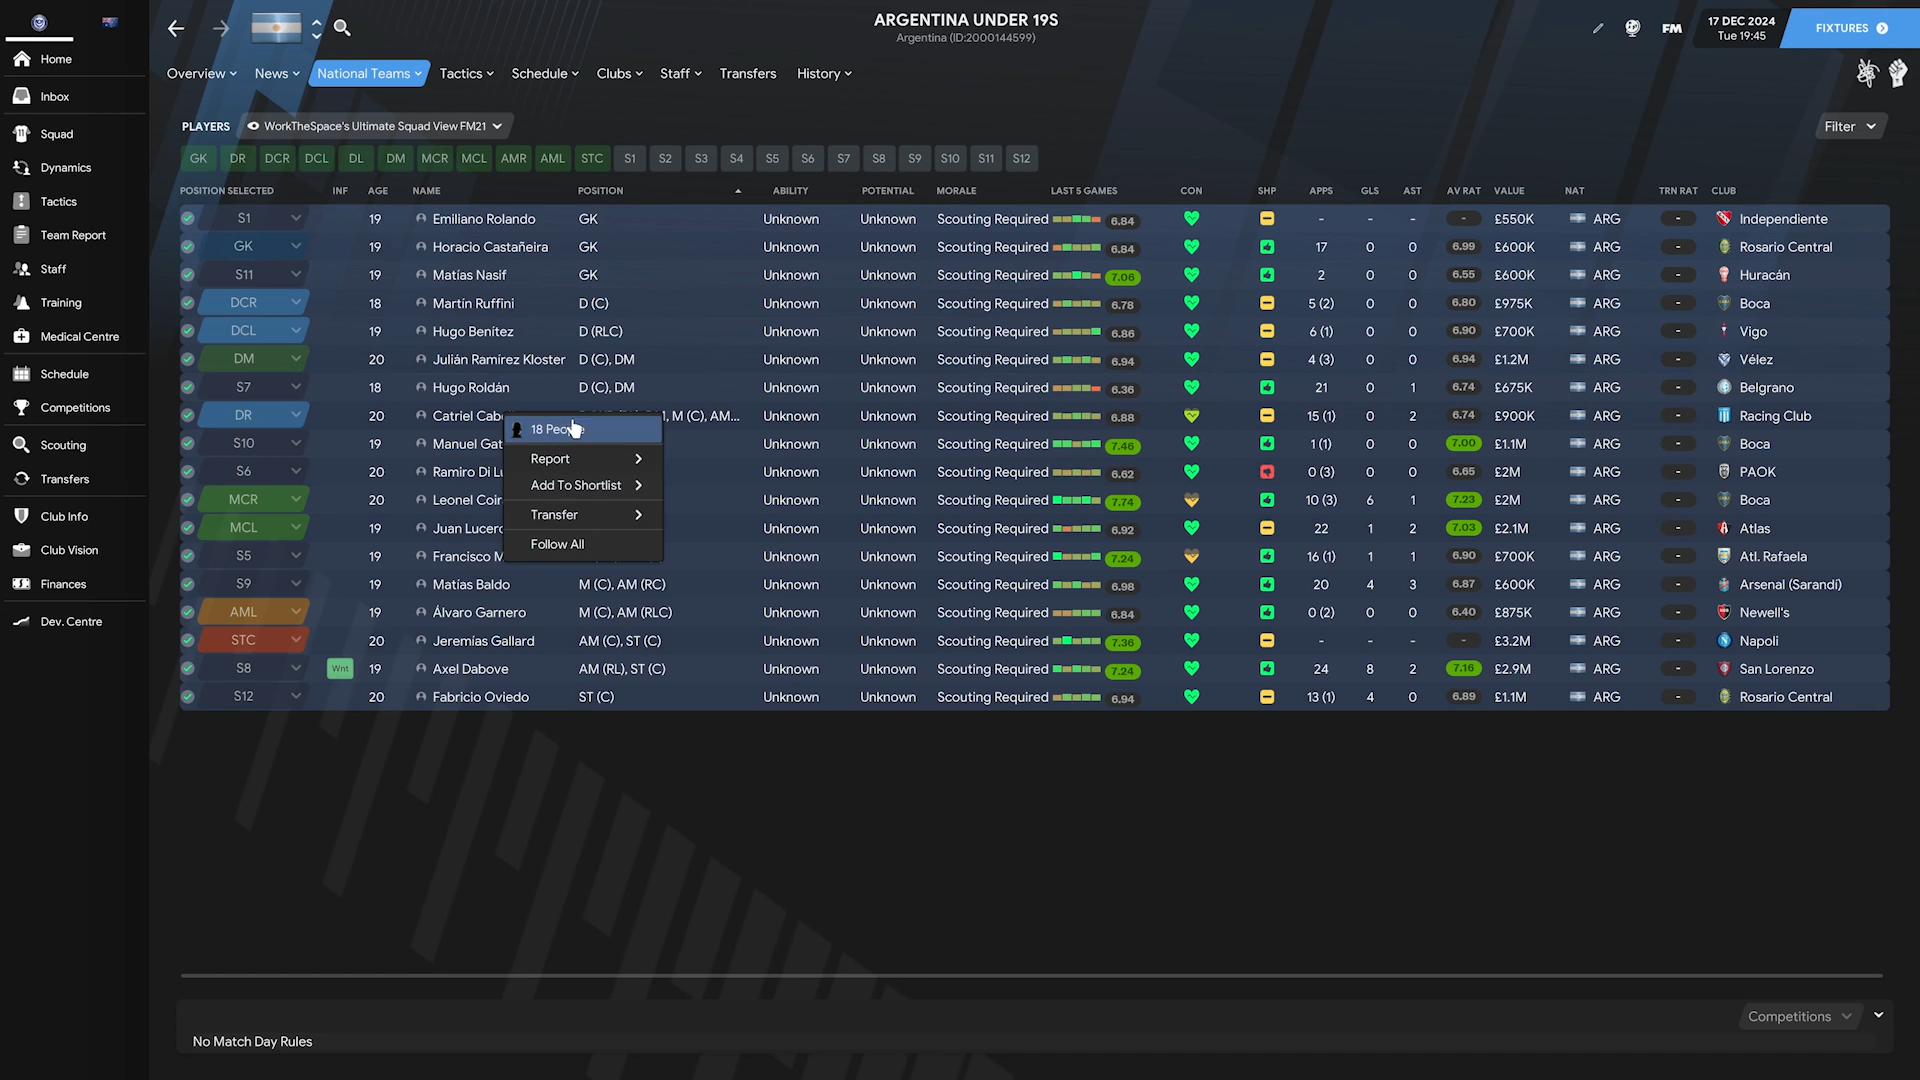 ARGENTINA UNDER 19S
Argentina (ID:2000144599)
FM
17 DEC 2024
Tue 19:45
FIXTURES
Home
Inbox
Squad
Dynamics
Tactics
Team Report
Staff
Training
Medical Centre
Schedule
Competitions
Scouting
Transfers
Club Info
Club Vision
Finances
Dev. Centre
Overview News National Teams Tactics Schedule Clubs Staff Transfers History
PLAYERS WorkTheSpace's Ultimate Squad View FM21 Filter
GK DR DCR DCL DL DM MCR MCL AMR AML STC S1 S2 S3 S4 S5 S6 S7 S8 S9 S10 S11 S12
POSITION SELECTED INF AGE NAME POSITION ABILITY POTENTIAL MORALE LAST 5 GAMES CON SHP APPS GLS AST AV RAT VALUE NAT TRN RAT CLUB
S1 19 Emiliano Rolando GK Unknown Unknown Scouting Required 6.84 - - - - £550K ARG - Independiente
GK 19 Horacio Castañeira GK Unknown Unknown Scouting Required 6.84 17 0 0 6.99 £600K ARG - Rosario Central
S11 19 Matías Nasif GK Unknown Unknown Scouting Required 7.06 2 0 0 6.55 £600K ARG - Huracán
DCR 18 Martín Ruffini D (C) Unknown Unknown Scouting Required 6.78 5 (2) 0 0 6.80 £975K ARG - Boca
DCL 19 Hugo Benítez D (RLC) Unknown Unknown Scouting Required 6.86 6 (1) 0 0 6.90 £700K ARG - Vigo
DM 20 Julián Ramírez Kloster D (C), DM Unknown Unknown Scouting Required 6.94 4 (3) 0 0 6.94 £1.2M ARG - Vélez
S7 18 Hugo Roldán D (C), DM Unknown Unknown Scouting Required 6.36 21 0 1 6.74 £675K ARG - Belgrano
DR 20 Catriel Cab M (C), AM... Unknown Unknown Scouting Required 6.88 15 (1) 0 2 6.74 £900K ARG - Racing Club
S10 19 Manuel Gat Unknown Unknown Scouting Required 7.46 1 (1) 0 0 7.00 £1.1M ARG - Boca
S6 20 Ramiro Di Lu Unknown Unknown Scouting Required 6.62 0 (3) 0 0 6.65 £2M ARG - PAOK
MCR 20 Leonel Coir Unknown Unknown Scouting Required 7.74 10 (3) 6 1 7.23 £2M ARG - Boca
MCL 19 Juan Lucero Unknown Unknown Scouting Required 6.92 22 1 2 7.03 £2.1M ARG - Atlas
S5 19 Francisco M Unknown Unknown Scouting Required 7.24 16 (1) 1 1 6.90 £700K ARG - Atl. Rafaela
S9 19 Matías Baldo M (C), AM (RC) Unknown Unknown Scouting Required 6.98 20 4 3 6.87 £600K ARG - Arsenal (Sarandí)
AML 19 Álvaro Garnero M (C), AM (RLC) Unknown Unknown Scouting Required 6.84 0 (2) 0 0 6.40 £875K ARG - Newell's
STC 20 Jeremías Gallard AM (C), ST (C) Unknown Unknown Scouting Required 7.36 - - - - £3.2M ARG - Napoli
S8 Wnt 19 Axel Dabove AM (RL), ST (C) Unknown Unknown Scouting Required 7.24 24 8 2 7.16 £2.9M ARG - San Lorenzo
S12 20 Fabricio Oviedo ST (C) Unknown Unknown Scouting Required 6.94 13 (1) 4 0 6.89 £1.1M ARG - Rosario Central
18
Report
Add To Shortlist
Transfer
Follow All
Competitions
No Match Day Rules